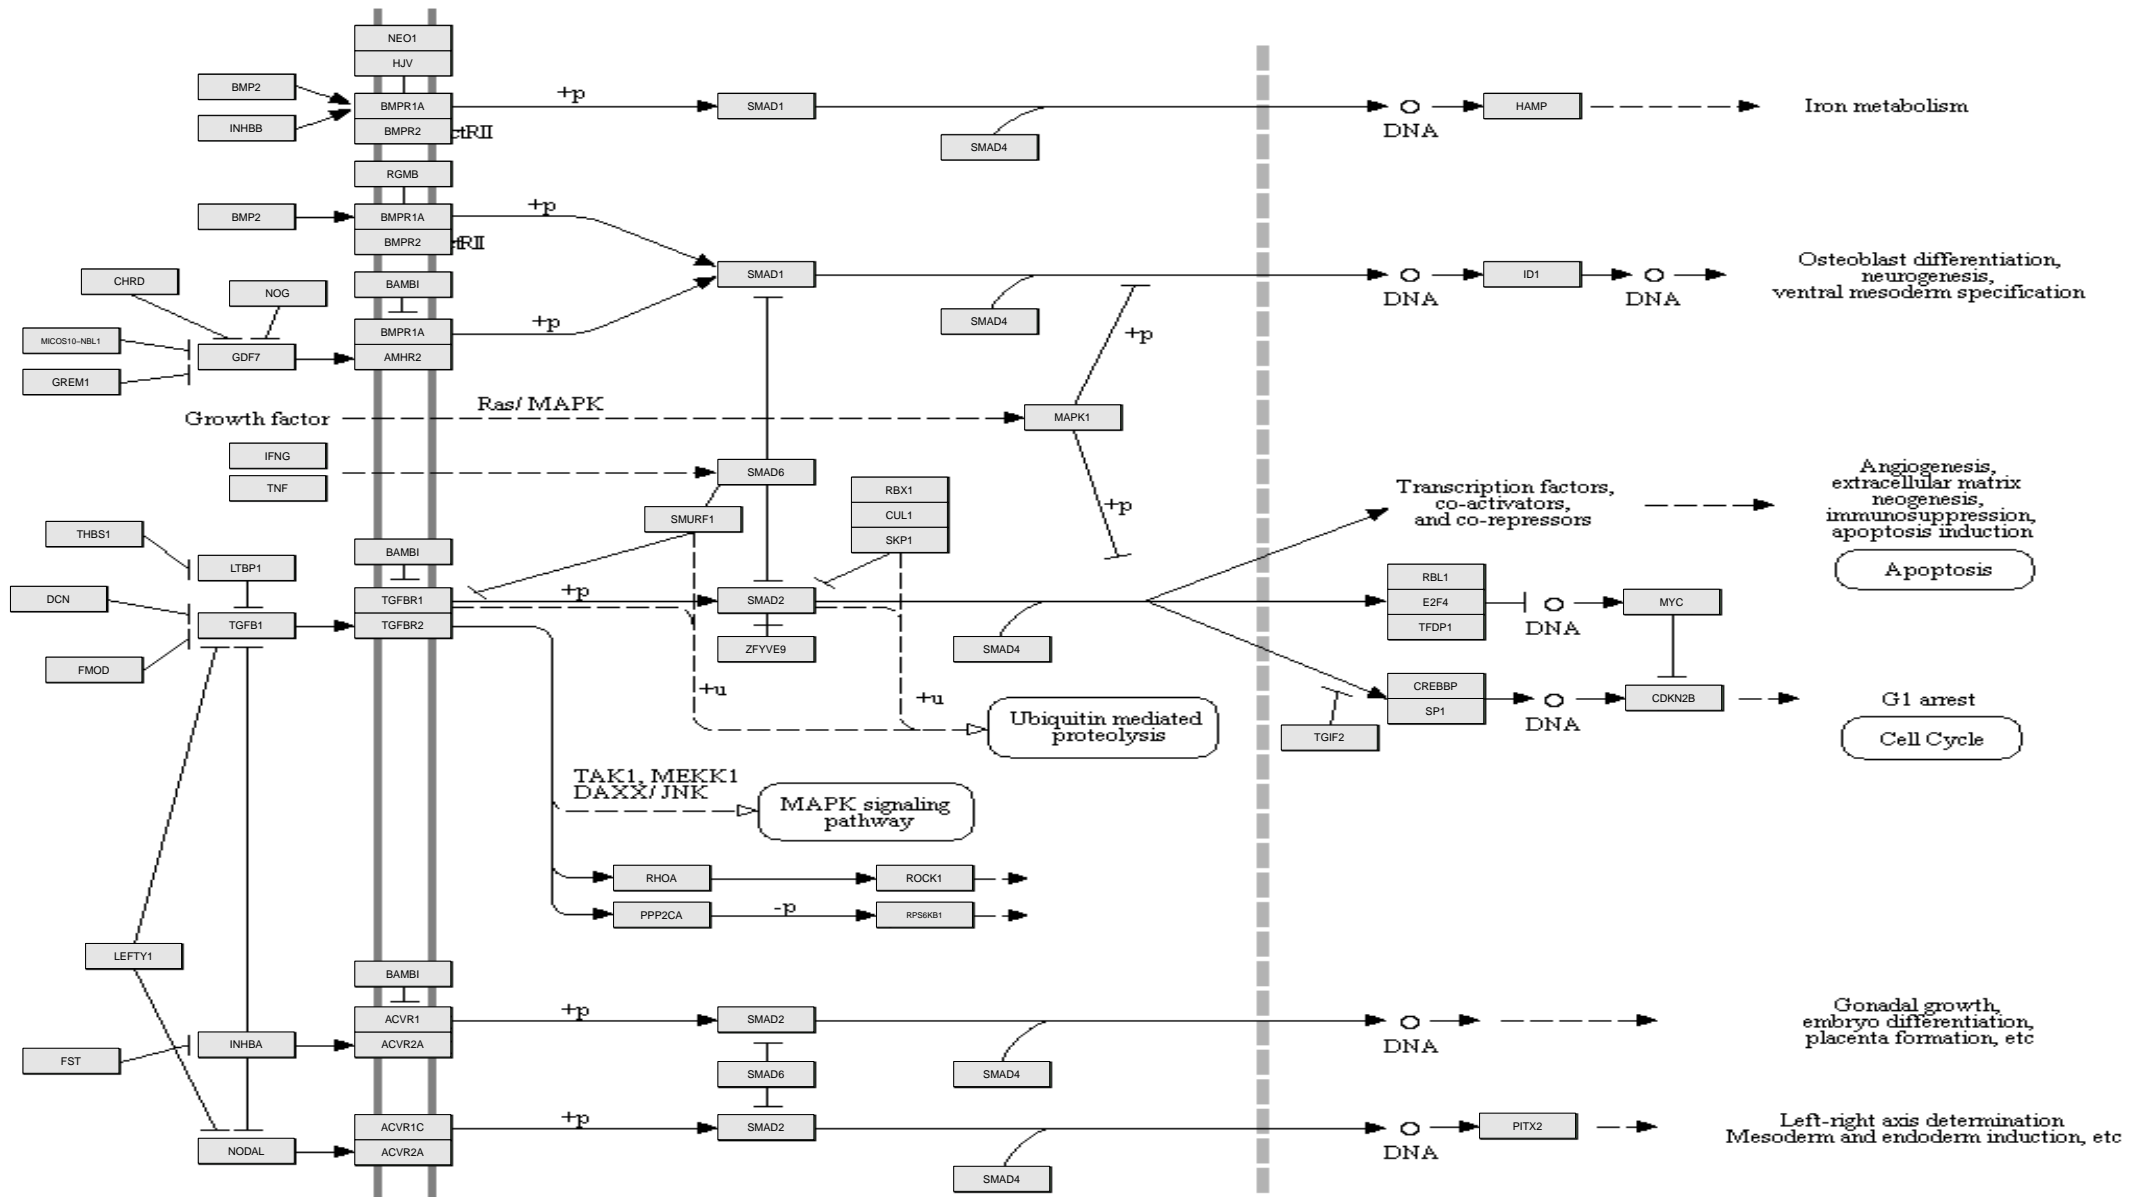 NEO1
HJV
BMP2
BMPR1A
+p
SMAD1
HAMP
Iron metabolism
INHBB
BMPR2
ctRII
DNA
SMAD4
RGMB
BMP2
BMPR1A
+p
BMPR2
tRII
CHRD
NOG
BAMBI
SMAD1
ID1
Osteoblast differentiation,
neurogenesis,
ventral mesoderm specification
DNA
DNA
SMAD4
BMPR1A
+p
+p
MICOS10-NBL1
GDF7
AMHR2
GREM1
Growth factor
Ras/ MAPK
MAPK1
IFNG
TNF
SMAD6
RBX1
CUL1
SKP1
SMURF1
+p
Transcription factors,
co-activators,
and co-repressors
Angiogenesis,
extracellular matrix
neogenesis,
immunosuppression,
apoptosis induction
Apoptosis
THBS1
LTBP1
BAMBI
DCN
TGFB1
TGFBR1
TGFBR2
+p
SMAD2
RBL1
E2F4
TFDP1
DNA
MYC
FMOD
ZFYVE9
SMAD4
+u
+u
CREBBP
SP1
DNA
CDKN2B
G1 arrest
Cell Cycle
TGIF2
Ubiquitin mediated
proteolysis
TAK1, MEKK1
DAXX/ JNK
MAPK signaling
pathway
RHOA
ROCK1
PPP2CA
-p
RPS6KB1
LEFTY1
BAMBI
ACVR1
+p
SMAD2
Gonadal growth,
embryo differentiation,
placenta formation, etc
INHBA
ACVR2A
DNA
FST
SMAD6
SMAD4
ACVR1C
+p
SMAD2
PITX2
Left-right axis determination
Mesoderm and endoderm induction, etc
NODAL
ACVR2A
DNA
SMAD4